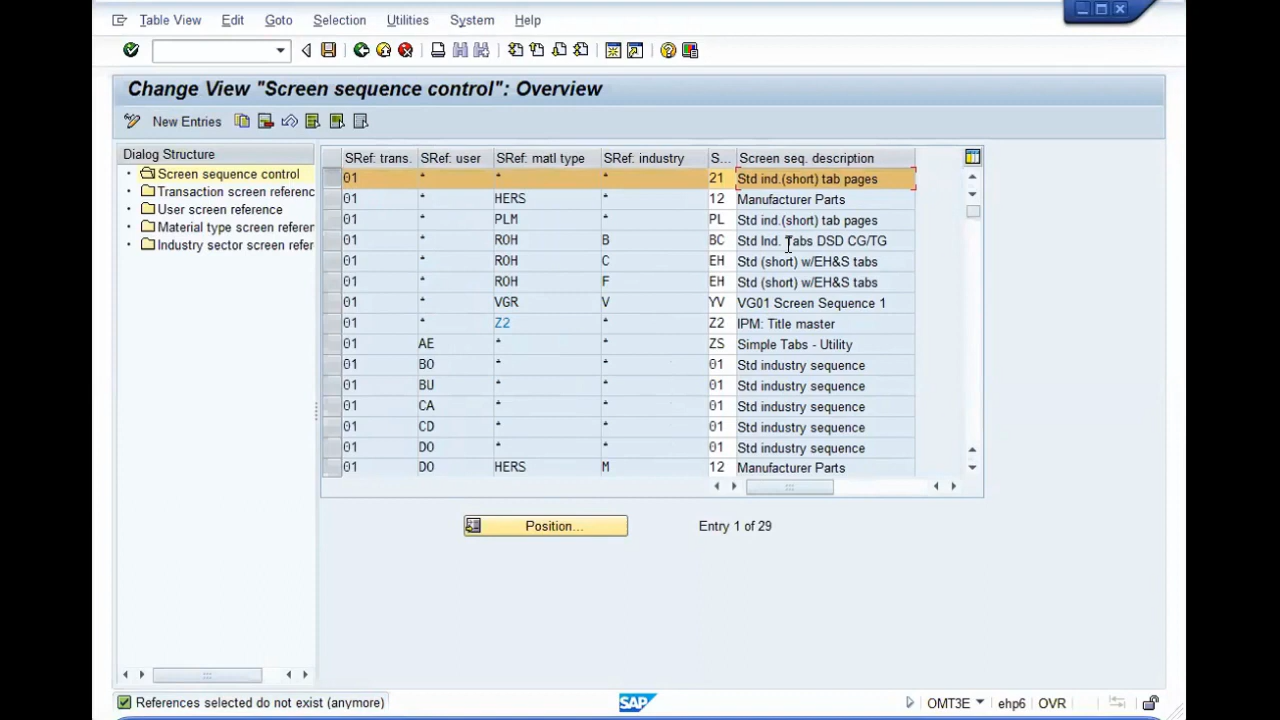 Table View Edit Goto Selection Utilities System Help
Change View "Screen sequence control": Overview
New Entries
Dialog Structure
Screen sequence control
Transaction screen referenc
User screen reference
Material type screen referer
Industry sector screen refer
SRef: trans. SRef: user SRef: matl type SRef: industry S... Screen seq. description
01 * * * 21 Std ind.(short) tab pages
01 * HERS * 12 Manufacturer Parts
01 * PLM * PL Std ind.(short) tab pages
01 * ROH B BC Std Ind. Tabs DSD CG/TG
01 * ROH C EH Std (short) w/EH&S tabs
01 * ROH F EH Std (short) w/EH&S tabs
01 * VGR V YV VG01 Screen Sequence 1
01 * Z2 * Z2 IPM: Title master
01 AE * * ZS Simple Tabs - Utility
01 BO * * 01 Std industry sequence
01 BU * * 01 Std industry sequence
01 CA * * 01 Std industry sequence
01 CD * * 01 Std industry sequence
01 DO * * 01 Std industry sequence
01 DO HERS M 12 Manufacturer Parts
Position... Entry 1 of 29
References selected do not exist (anymore) SAP OMT3E ehp6 OVR